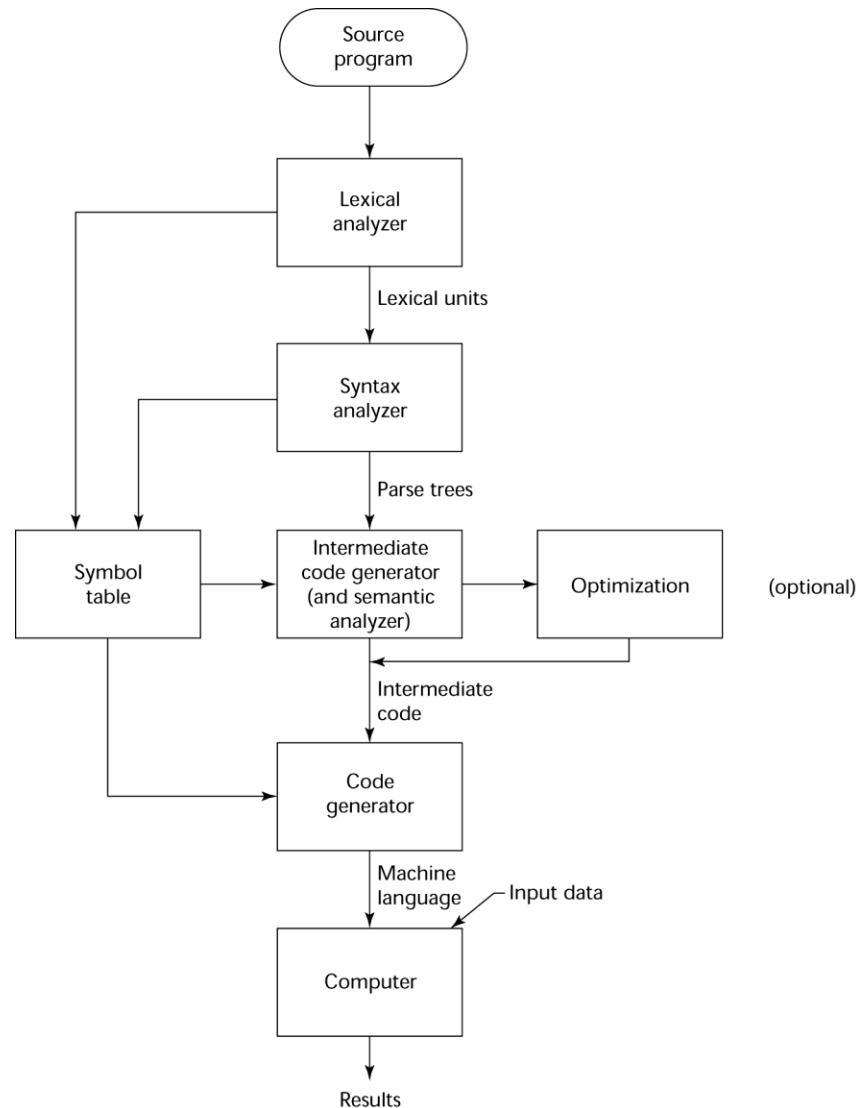 Source
program
Lexical
analyzer
Lexical units
Syntax
analyzer
Parse trees
Symbol
table
Intermediate
code generator
(and semantic
analyzer)
Optimization
(optional)
Intermediate
code
Code
generator
Machine
language
Input data
Computer
Results